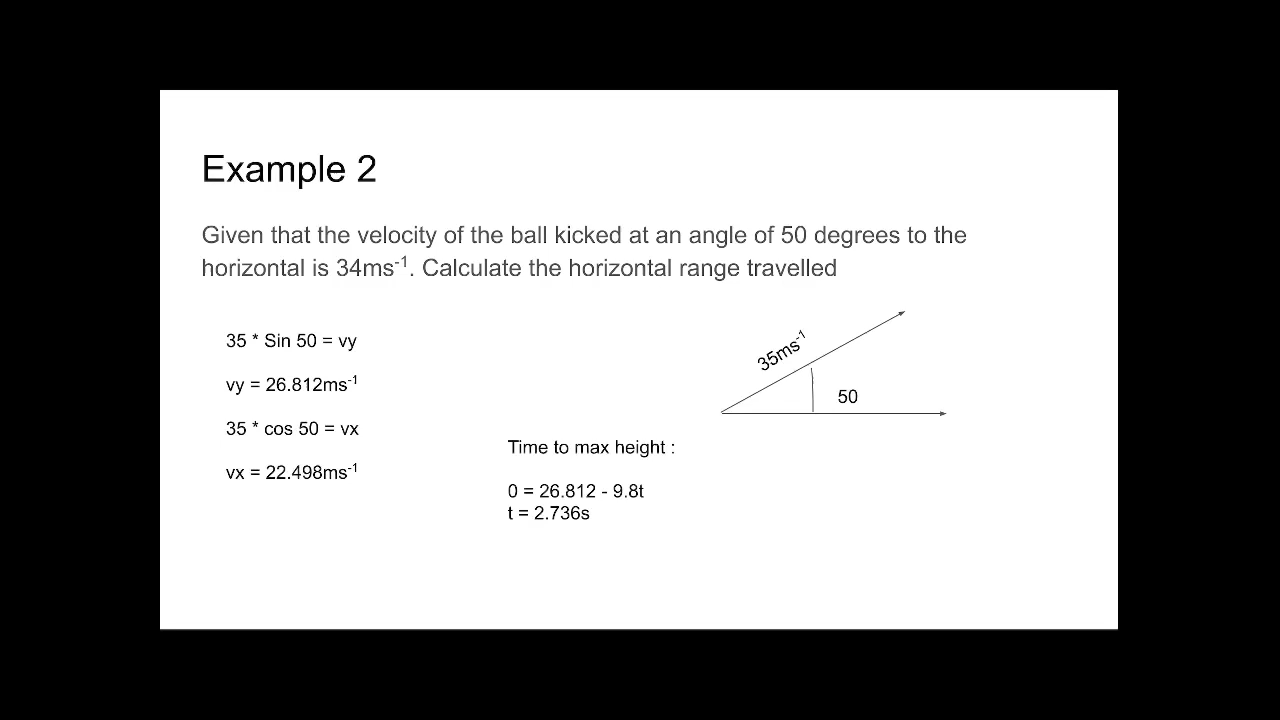 Example 2
Given that the velocity of the ball kicked at an angle of 50 degrees to the
horizontal is 34ms⁻¹. Calculate the horizontal range travelled
35 * Sin 50 = vy
vy = 26.812ms⁻¹
35 * cos 50 = vx
vx = 22.498ms⁻¹
35ms⁻¹
50
Time to max height :
0 = 26.812 - 9.8t
t = 2.736s